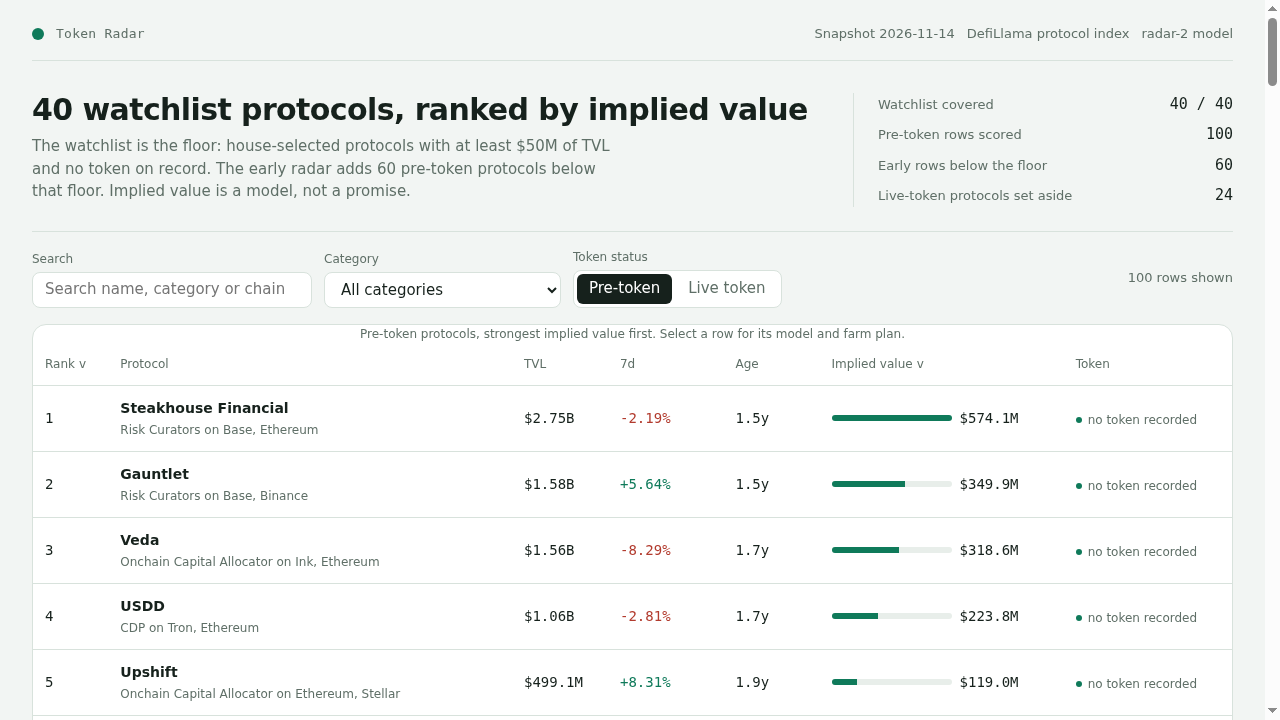 Token Radar
Snapshot 2026-11-14 DefiLlama protocol index radar-2 model
40 watchlist protocols, ranked by implied value
The watchlist is the floor: house-selected protocols with at least $50M of TVL
and no token on record. The early radar adds 60 pre-token protocols below
that floor. Implied value is a model, not a promise.
Watchlist covered 40 / 40
Pre-token rows scored 100
Early rows below the floor 60
Live-token protocols set aside 24
Search
Search name, category or chain
Category
All categories
Token status
Pre-token Live token
100 rows shown
Pre-token protocols, strongest implied value first. Select a row for its model and farm plan.
Rank v Protocol TVL 7d Age Implied value v Token
1 Steakhouse Financial $2.75B -2.19% 1.5y $574.1M no token recorded
Risk Curators on Base, Ethereum
2 Gauntlet $1.58B +5.64% 1.5y $349.9M no token recorded
Risk Curators on Base, Binance
3 Veda $1.56B -8.29% 1.7y $318.6M no token recorded
Onchain Capital Allocator on Ink, Ethereum
4 USDD $1.06B -2.81% 1.7y $223.8M no token recorded
CDP on Tron, Ethereum
5 Upshift $499.1M +8.31% 1.9y $119.0M no token recorded
Onchain Capital Allocator on Ethereum, Stellar